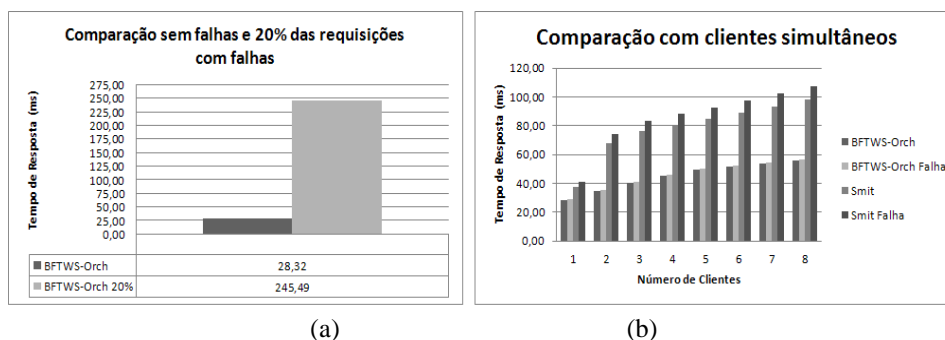 Comparação sem falhas e 20% das requisições
com falhas
Tempo de Resposta (ms)
275,00
250,00
225,00
200,00
175,00
150,00
125,00
100,00
75,00
50,00
25,00
0,00
BFTWS-Orch 28,32
BFTWS-Orch 20% 245,49
(a)
Comparação com clientes simultâneos
Tempo de Resposta (ms)
120,00
100,00
80,00
60,00
40,00
20,00
0,00
1 2 3 4 5 6 7 8
Número de Clientes
BFTWS-Orch
BFTWS-Orch Falha
Smit
Smit Falha
(b)